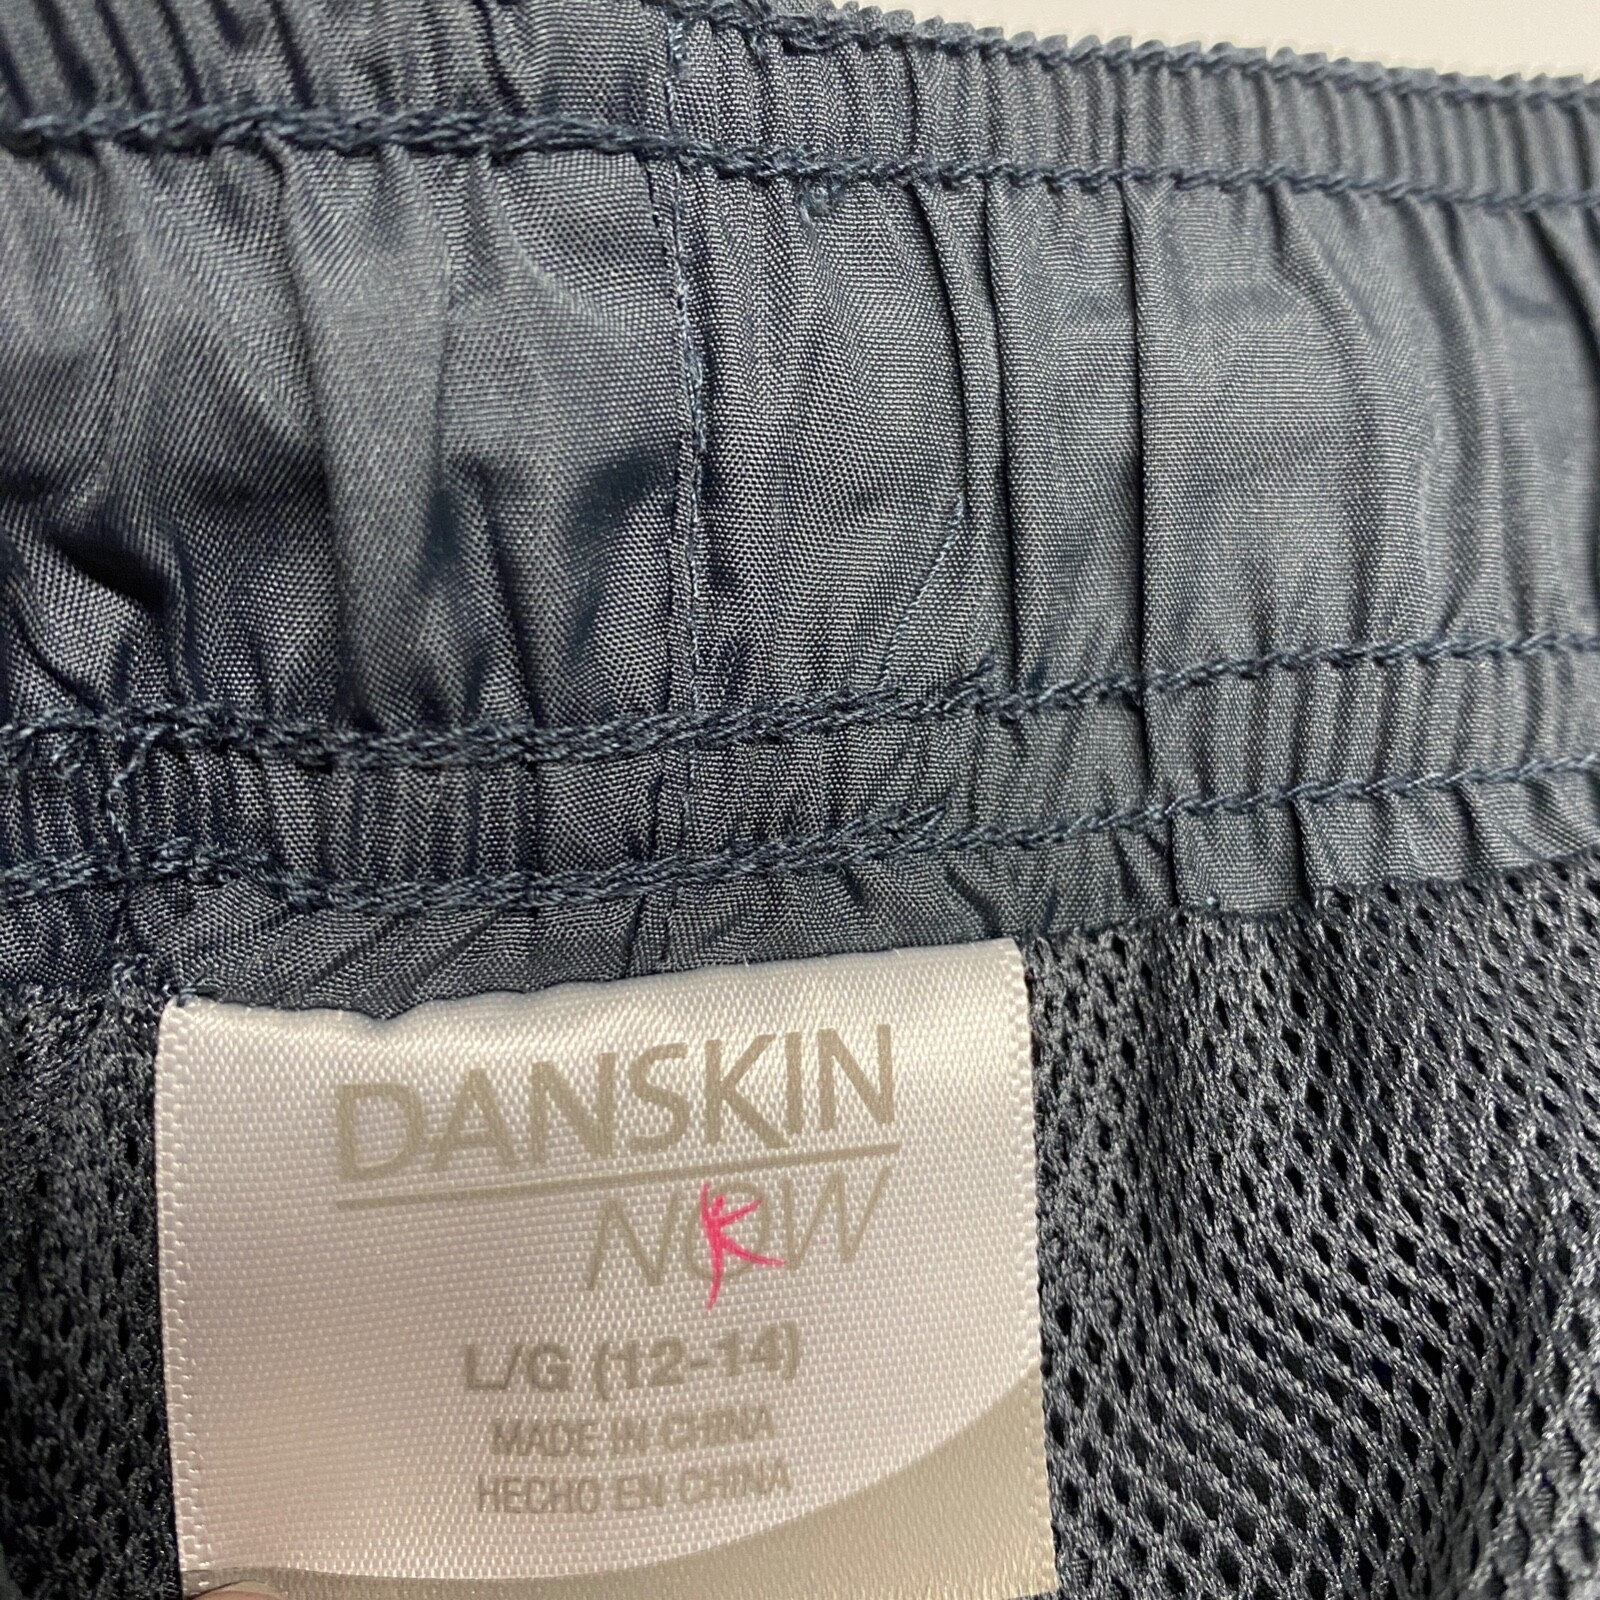 DANSKIN
NOW
L/G (12-14)
MADE IN CHINA
HECHO EN CHINA